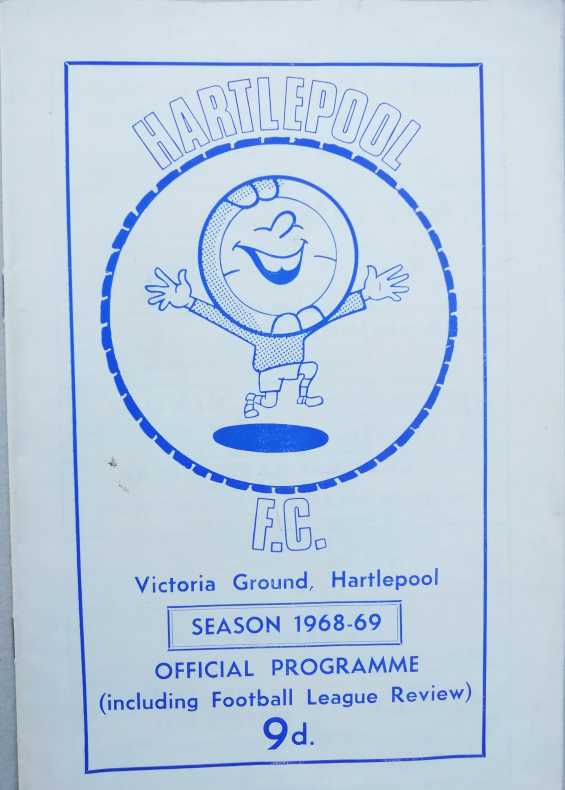 HARTLEPOOL
F.C.
Victoria Ground, Hartlepool
SEASON 1968-69
OFFICIAL PROGRAMME
(including Football League Review)
9d.